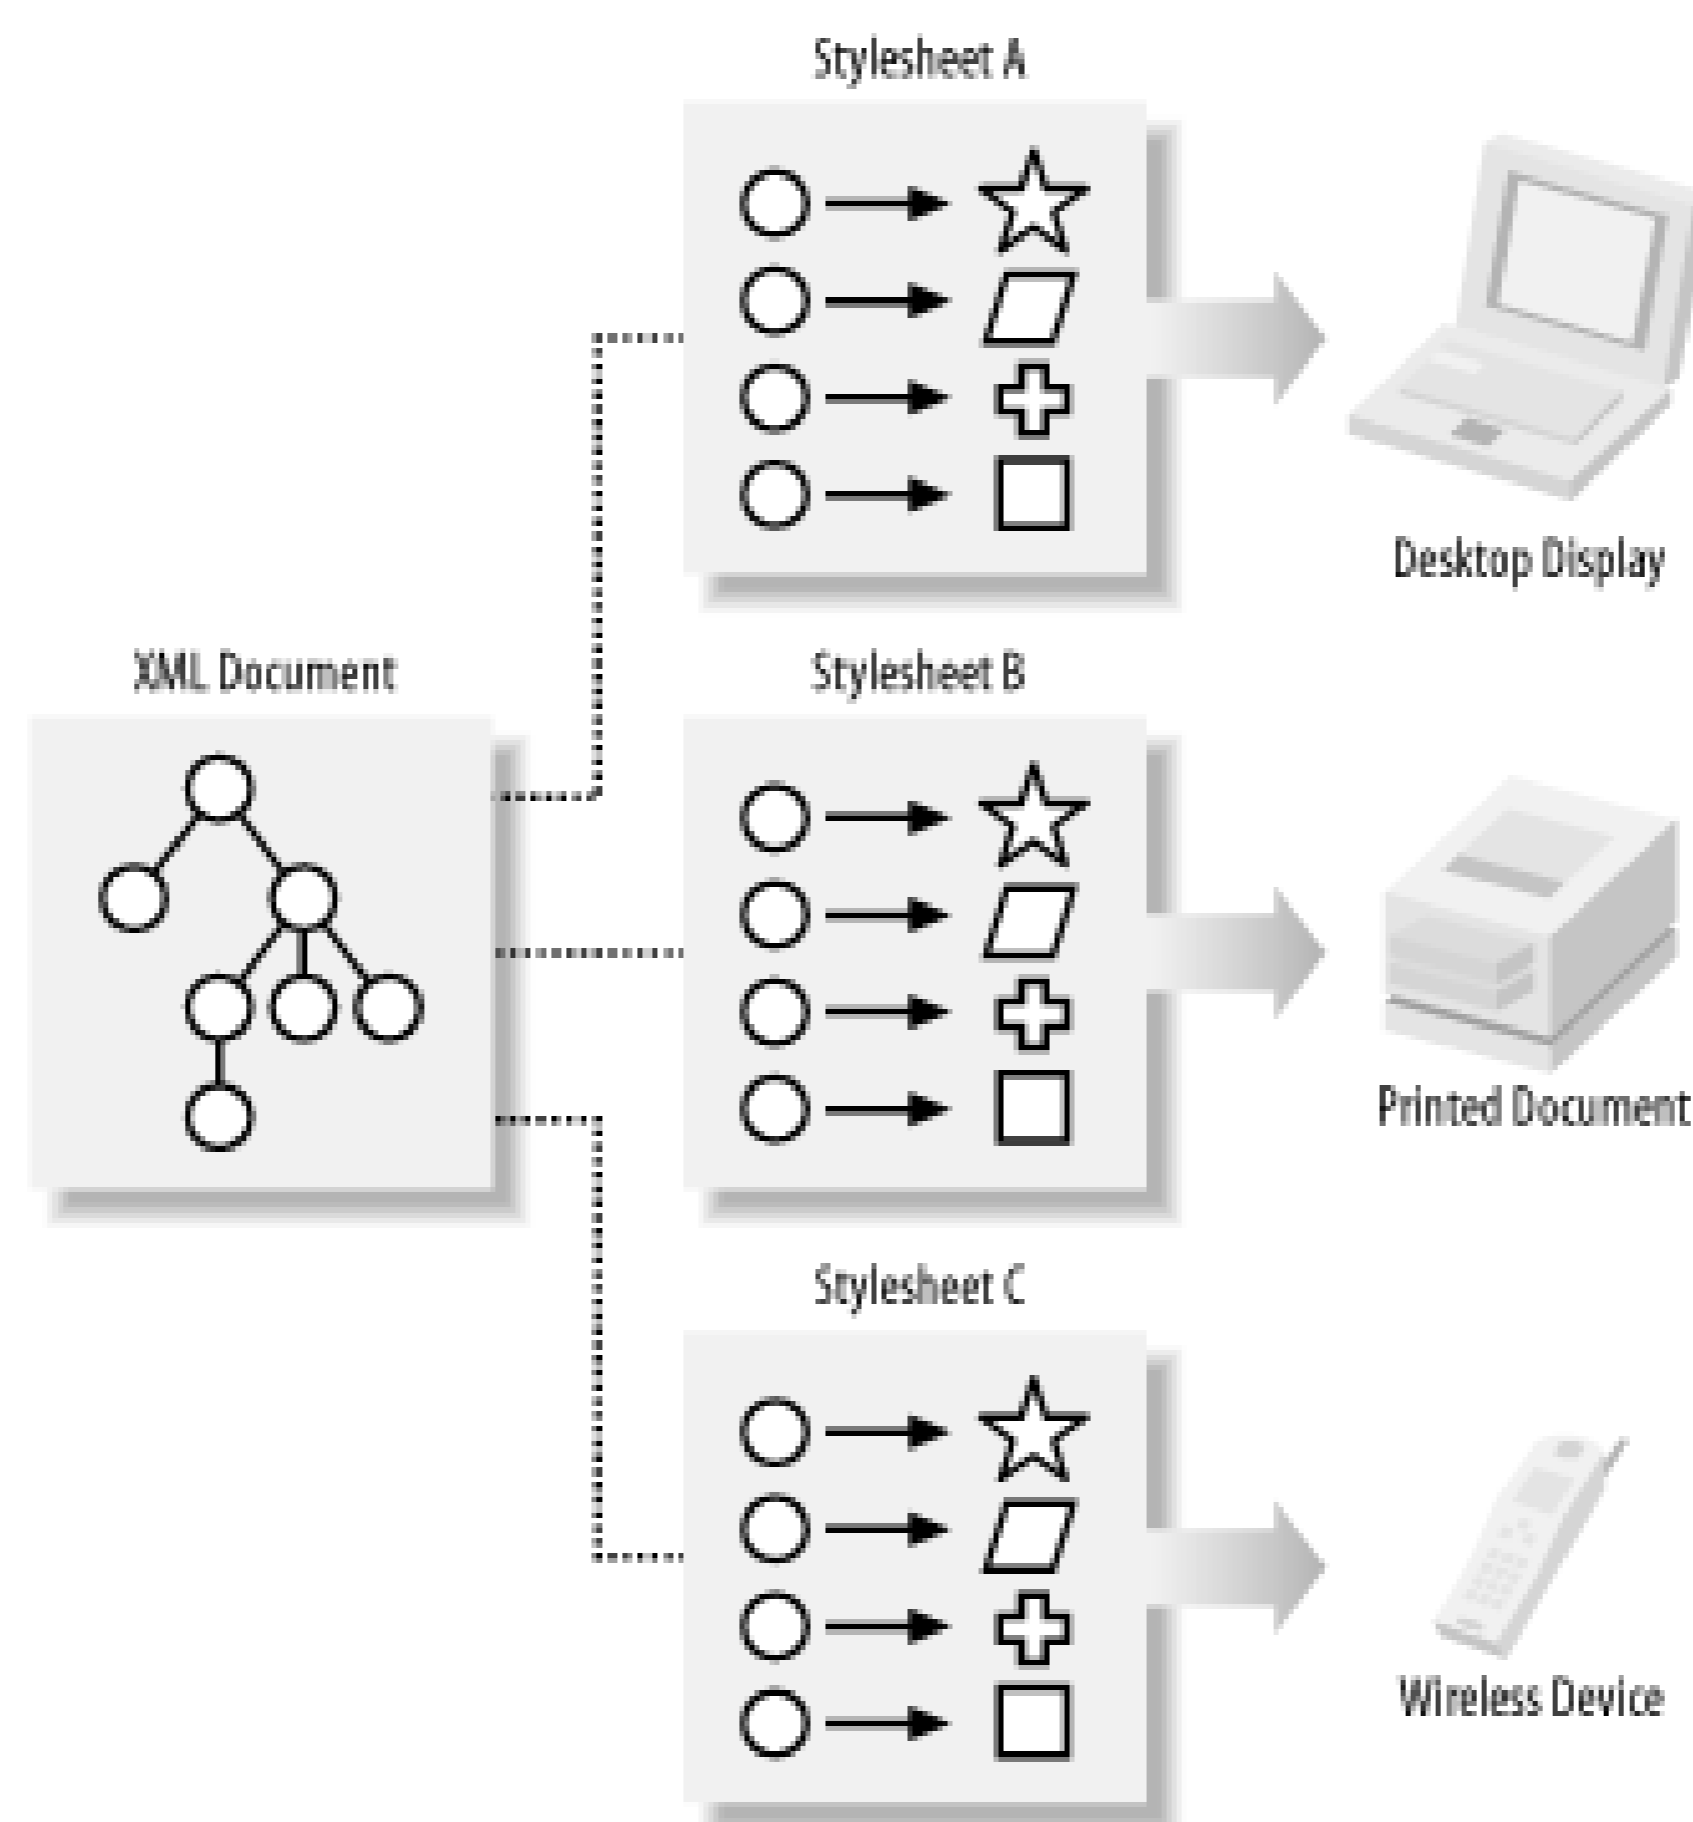 Stylesheet A
Desktop Display
XML Document
Stylesheet B
Printed Document
Stylesheet C
Wireless Device